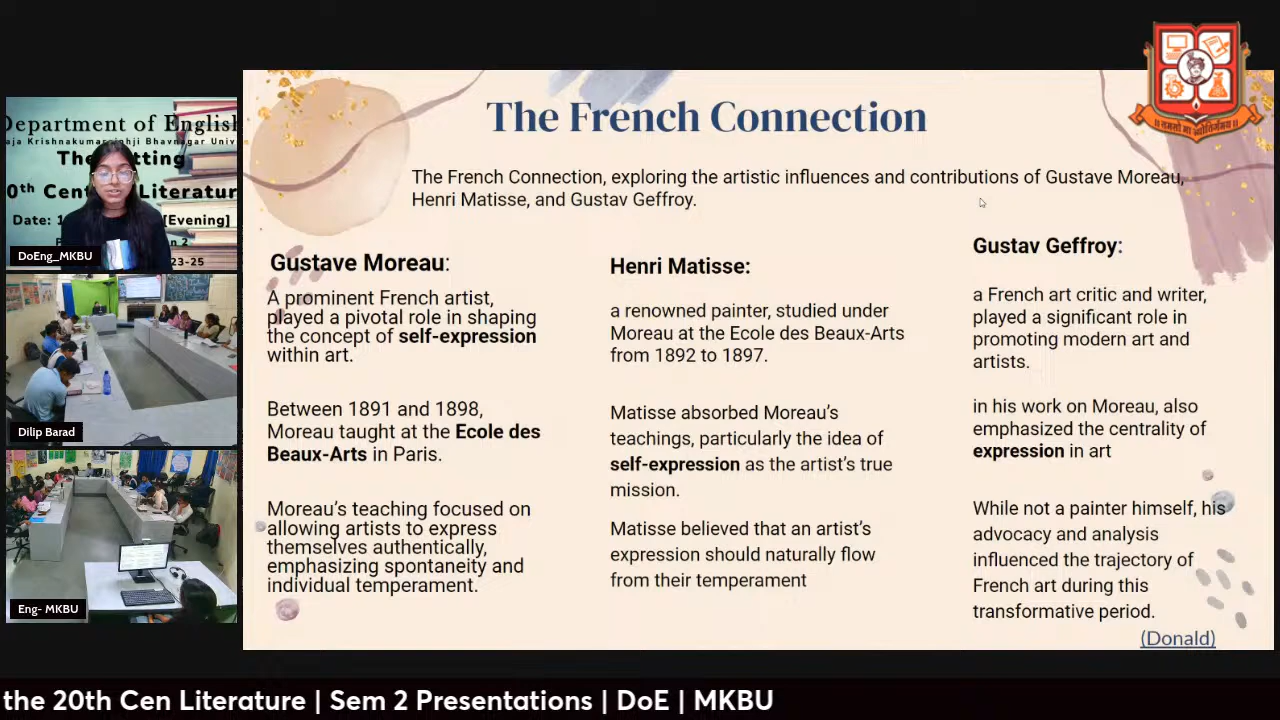 The French Connection
The French Connection, exploring the artistic influences and contributions of Gustave Moreau,
Henri Matisse, and Gustav Geffroy.
Gustave Moreau:
A prominent French artist,
played a pivotal role in shaping
the concept of self-expression
within art.
Between 1891 and 1898,
Moreau taught at the Ecole des
Beaux-Arts in Paris.
Moreau's teaching focused on
allowing artists to express
themselves authentically,
emphasizing spontaneity and
individual temperament.
Henri Matisse:
a renowned painter, studied under
Moreau at the Ecole des Beaux-Arts
from 1892 to 1897.
Matisse absorbed Moreau's
teachings, particularly the idea of
self-expression as the artist's true
mission.
Matisse believed that an artist's
expression should naturally flow
from their temperament
Gustav Geffroy:
a French art critic and writer,
played a significant role in
promoting modern art and
artists.
in his work on Moreau, also
emphasized the centrality of
expression in art
While not a painter himself, his
advocacy and analysis
influenced the trajectory of
French art during this
transformative period.
(Donald)
Department of English
Krishnakumarsinhji Bhavnagar
The
Date:
[Evening]
23-25
DoEng_MKBU
Dilip Barad
Eng- MKBU
the 20th Cen Literature | Sem 2 Presentations | DoE | MKBU